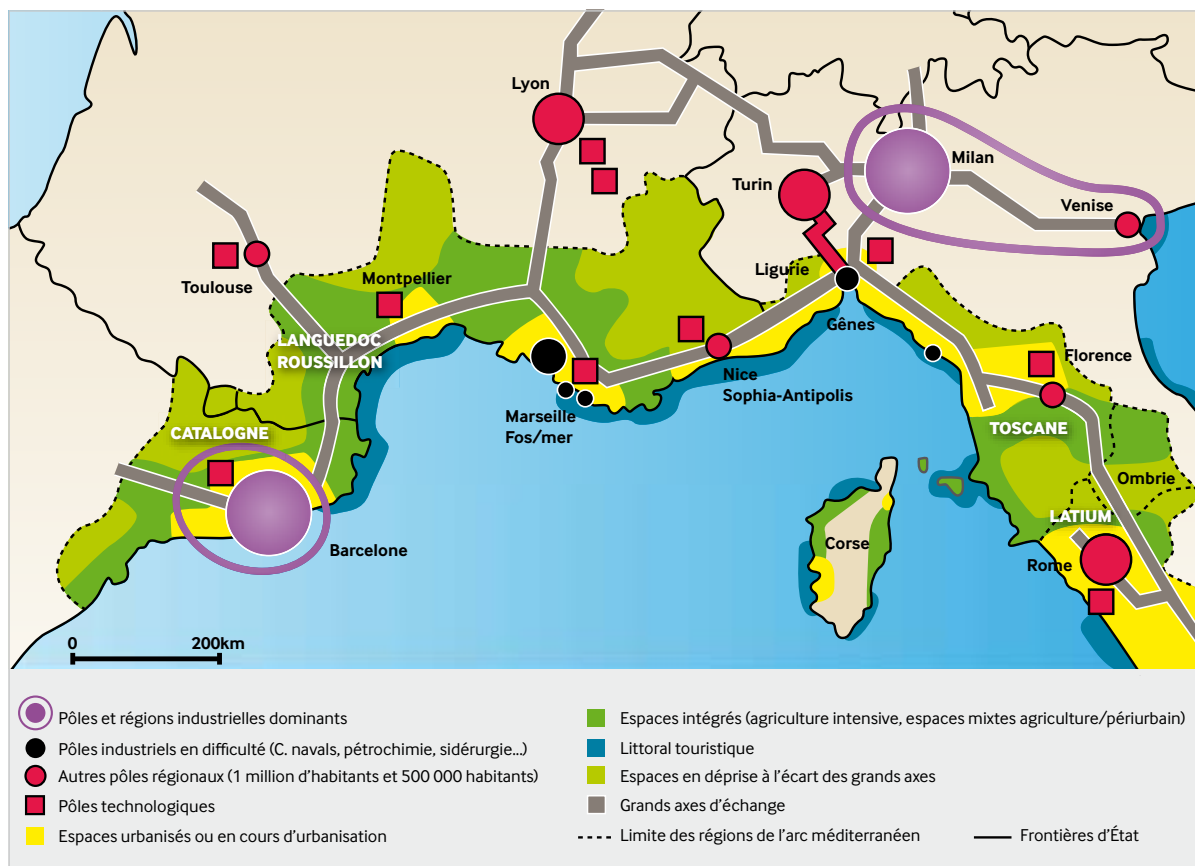 Lyon
Milan
Turin
Venise
Toulouse
Montpellier
Ligurie
LANGUEDOC
ROUSSILLON
Gênes
Florence
Nice
Sophia-Antipolis
Marseille
Fos/mer
CATALOGNE
TOSCANE
Ombrie
LATIUM
Barcelone
Corse
Rome
0 200km
Pôles et régions industrielles dominants
Pôles industriels en difficulté (C. navals, pétrochimie, sidérurgie...)
Autres pôles régionaux (1 million d'habitants et 500 000 habitants)
Pôles technologiques
Espaces urbanisés ou en cours d'urbanisation
Espaces intégrés (agriculture intensive, espaces mixtes agriculture/périurbain)
Littoral touristique
Espaces en déprise à l'écart des grands axes
Grands axes d'échange
Limite des régions de l'arc méditerranéen
Frontières d'État